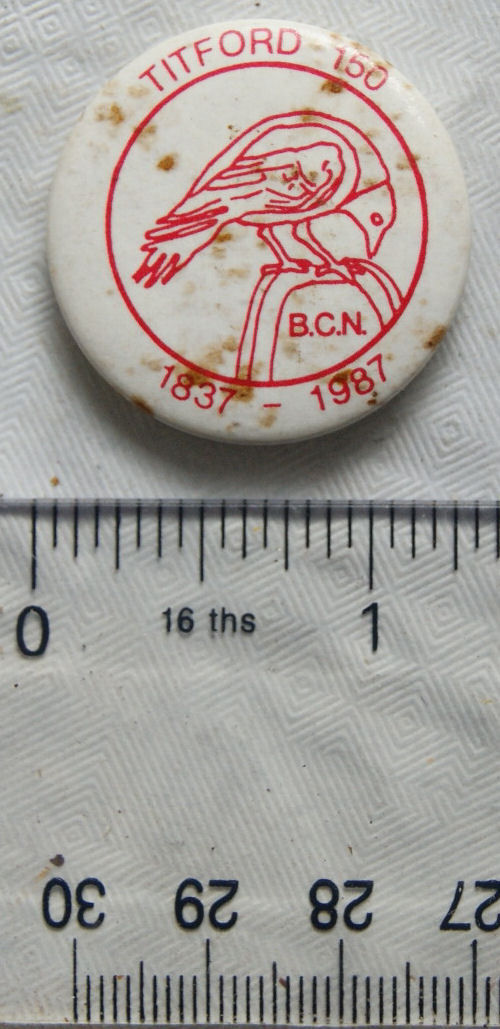 TITFORD 150
B.C.N.
1837 - 1987
0 16 ths 1
30 29 28 27